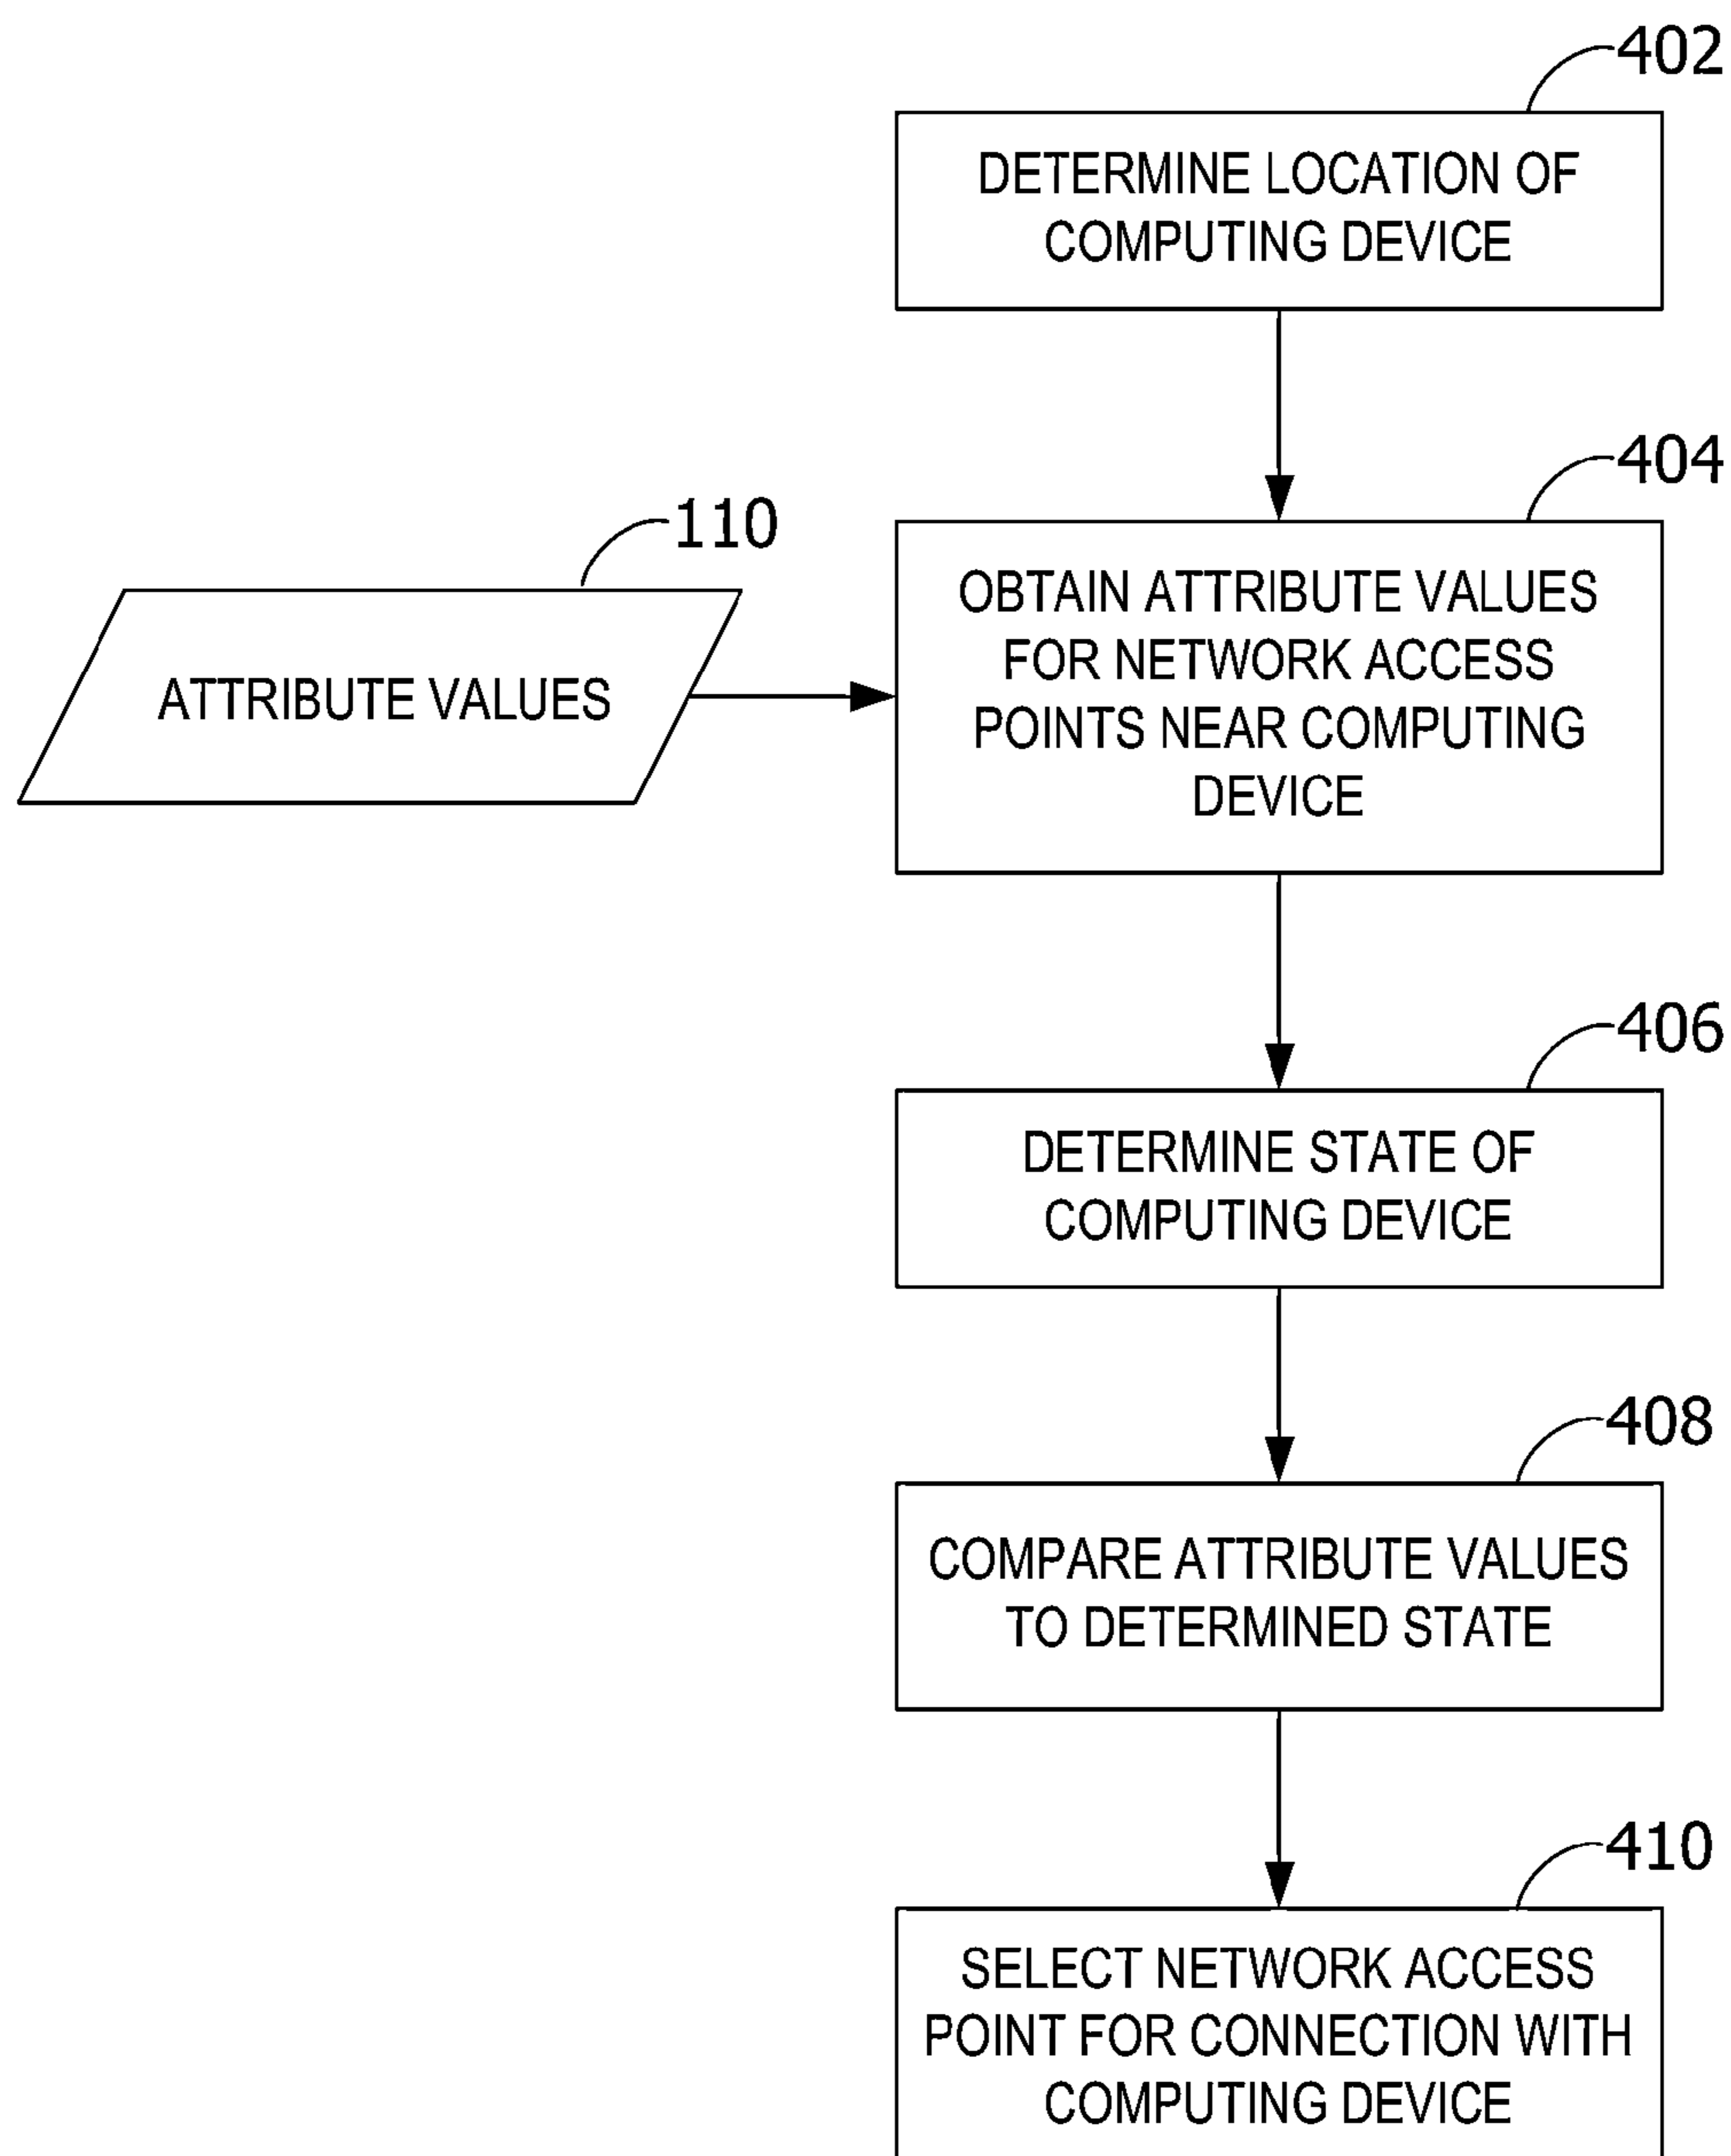 402
DETERMINE LOCATION OF
COMPUTING DEVICE
404
110
OBTAIN ATTRIBUTE VALUES
FOR NETWORK ACCESS
POINTS NEAR COMPUTING
DEVICE
ATTRIBUTE VALUES
406
DETERMINE STATE OF
COMPUTING DEVICE
408
COMPARE ATTRIBUTE VALUES
TO DETERMINED STATE
410
SELECT NETWORK ACCESS
POINT FOR CONNECTION WITH
COMPUTING DEVICE